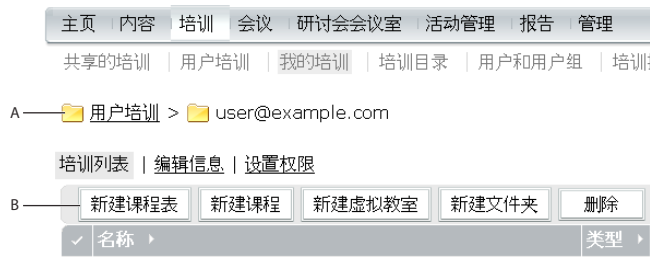 主页 内容 培训 会议 研讨会会议室 活动管理 报告 管理
共享的培训 | 用户培训 | 我的培训 | 培训目录 | 用户和用户组 | 培训
A 用户培训 > user@example.com
培训列表 | 编辑信息 | 设置权限
B 新建课程表 新建课程 新建虚拟教室 新建文件夹 删除
名称 类型